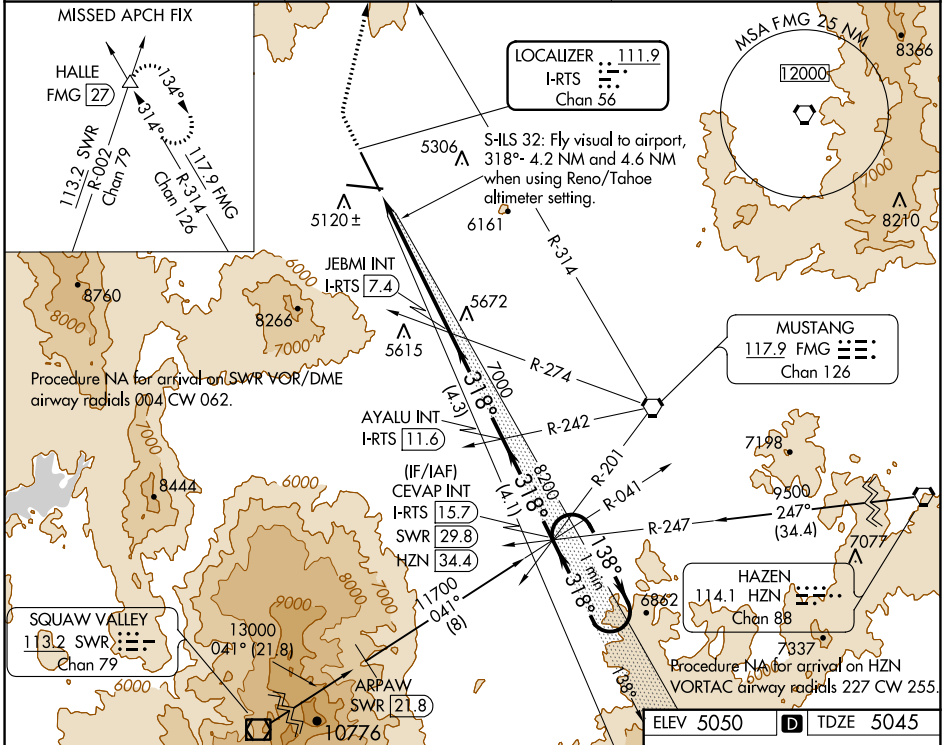 MISSED APCH FIX
HALLE
FMG 27
134°
314°
113.2 SWR
R-002
Chan 79
117.9 FMG
R-314
Chan 126
LOCALIZER 111.9
I-RTS
Chan 56
MSA FMG 25 NM
12000
8366
7000
8210
S-ILS 32: Fly visual to airport,
318°- 4.2 NM and 4.6 NM
when using Reno/Tahoe
altimeter setting.
5306
6161
5120 ±
R-314
JEBMI INT
I-RTS 7.4
5672
5615
6000
8760
8000
8266
7000
Procedure NA for arrival on SWR VOR/DME
airway radials 004 CW 062.
MUSTANG
117.9 FMG
Chan 126
R-274
7000
318°
(4.3)
AYALU INT
I-RTS 11.6
R-242
R-201
R-041
7198
7000
8444
(IF/IAF)
CEVAP INT
I-RTS 15.7
SWR 29.8
HZN 34.4
8200
318°
(4.1)
R-247
9500
247°
(34.4)
7077
138°
min
318°
6862
HAZEN
114.1 HZN
Chan 88
7337
11700
041°
(8)
6000
7000
8000
9000
SQUAW VALLEY
113.2 SWR
Chan 79
13000
041° (21.8)
ARPAW
SWR 21.8
10776
6000
6000
138°
Procedure NA for arrival on HZN
VORTAC airway radials 227 CW 255.
ELEV 5050 D TDZE 5045